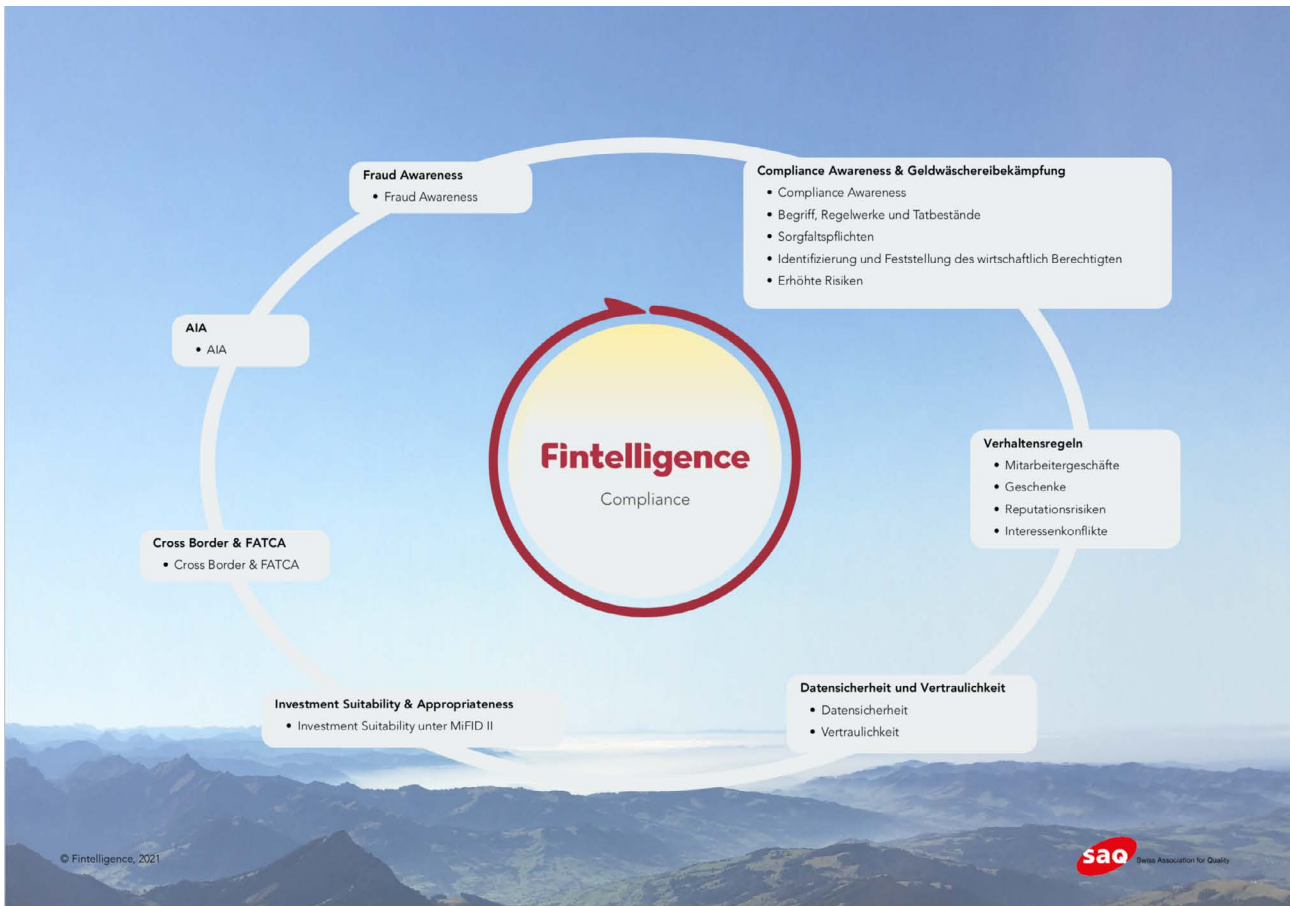 Fraud Awareness
• Fraud Awareness
Compliance Awareness & Geldwäschereibekämpfung
• Compliance Awareness
• Begriff, Regelwerke und Tatbestände
• Sorgfaltspflichten
• Identifizierung und Feststellung des wirtschaftlich Berechtigten
• Erhöhte Risiken
AIA
• AIA
Fintelligence
Compliance
Verhaltensregeln
• Mitarbeitergeschäfte
• Geschenke
• Reputationsrisiken
• Interessenkonflikte
Cross Border & FATCA
• Cross Border & FATCA
Investment Suitability & Appropriateness
• Investment Suitability unter MiFID II
Datensicherheit und Vertraulichkeit
• Datensicherheit
• Vertraulichkeit
© Fintelligence, 2021
saq Swiss Association for Quality